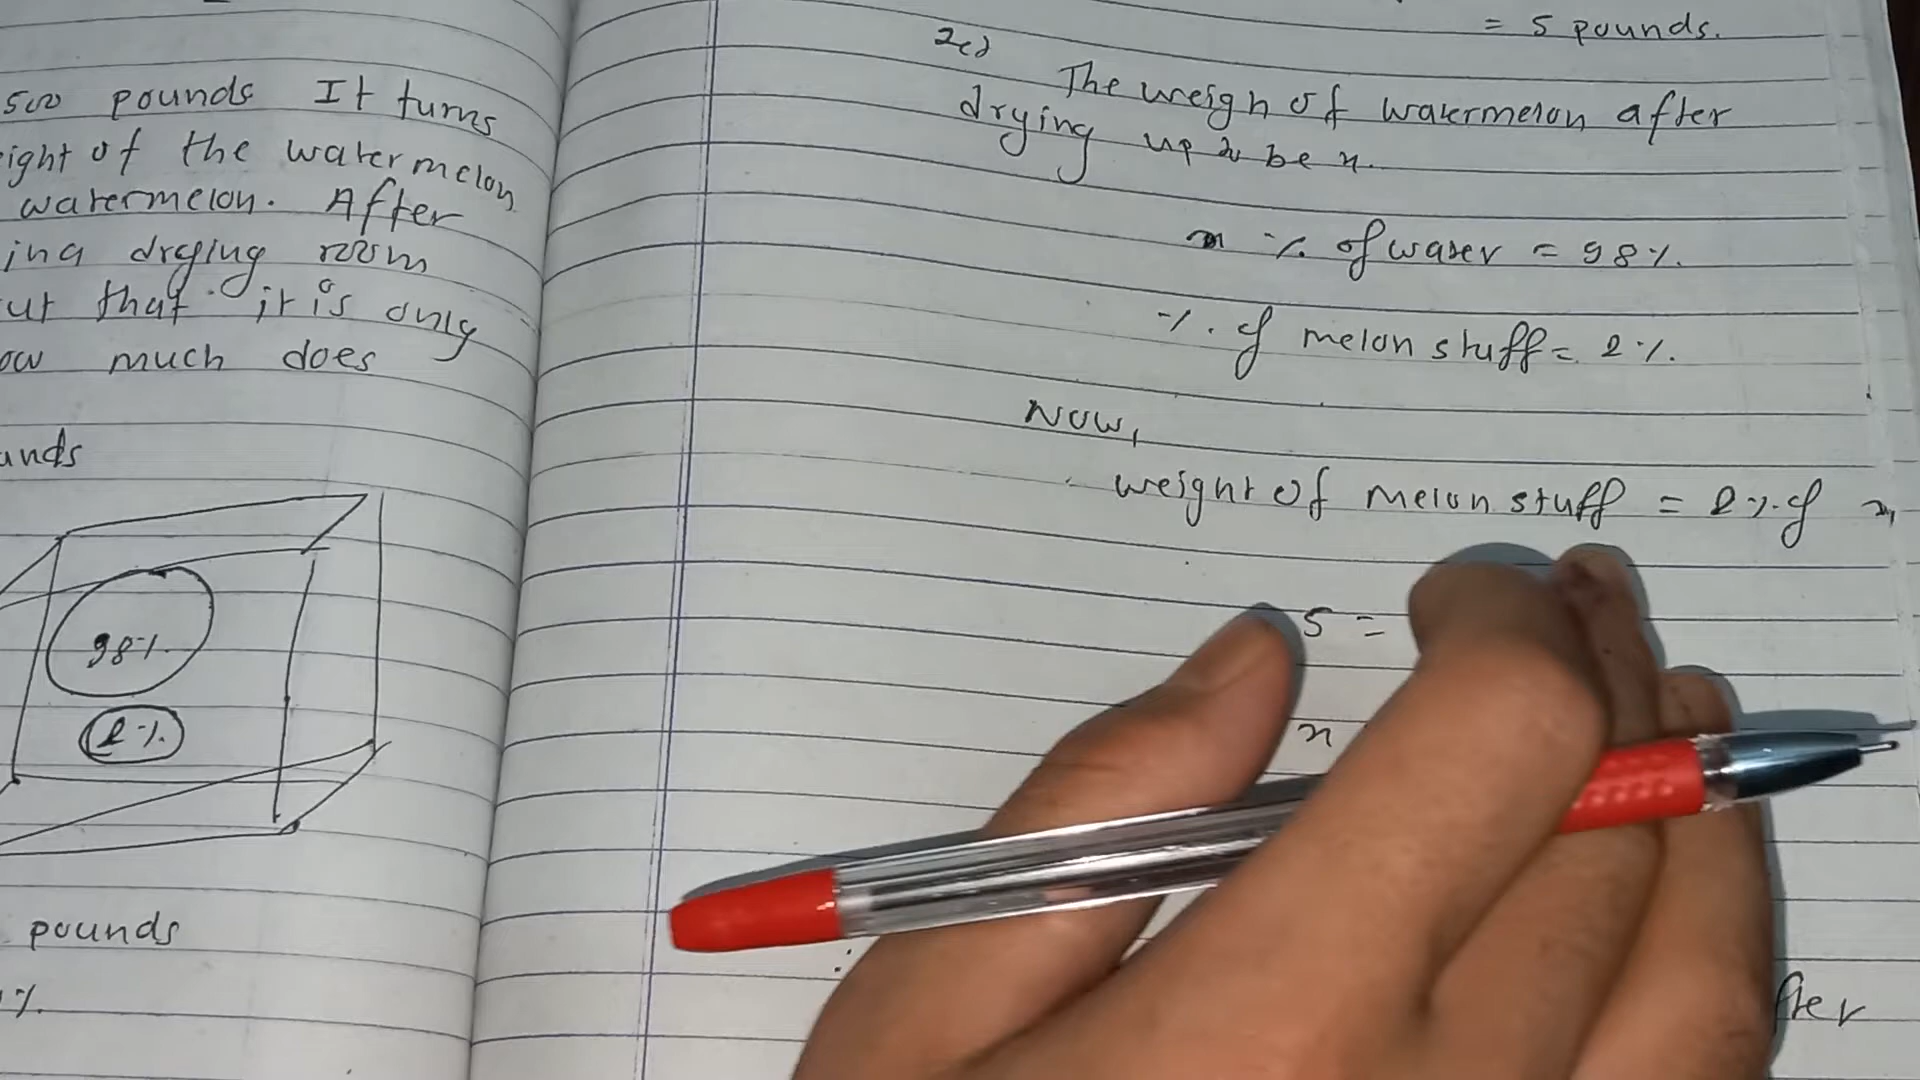 500 pounds It turns
ight of the watermelon
watermelon. After
ing drying room
ut that it is only
ow much does
unds
98%.
2%.
pounds
%.
= 5 pounds.
The weigh of watermelon after
drying up be x.
% of water = 98%.
%. of melon stuff = 2%.
Now,
weight of melon stuff = 2%. of x
5 =
x
fter